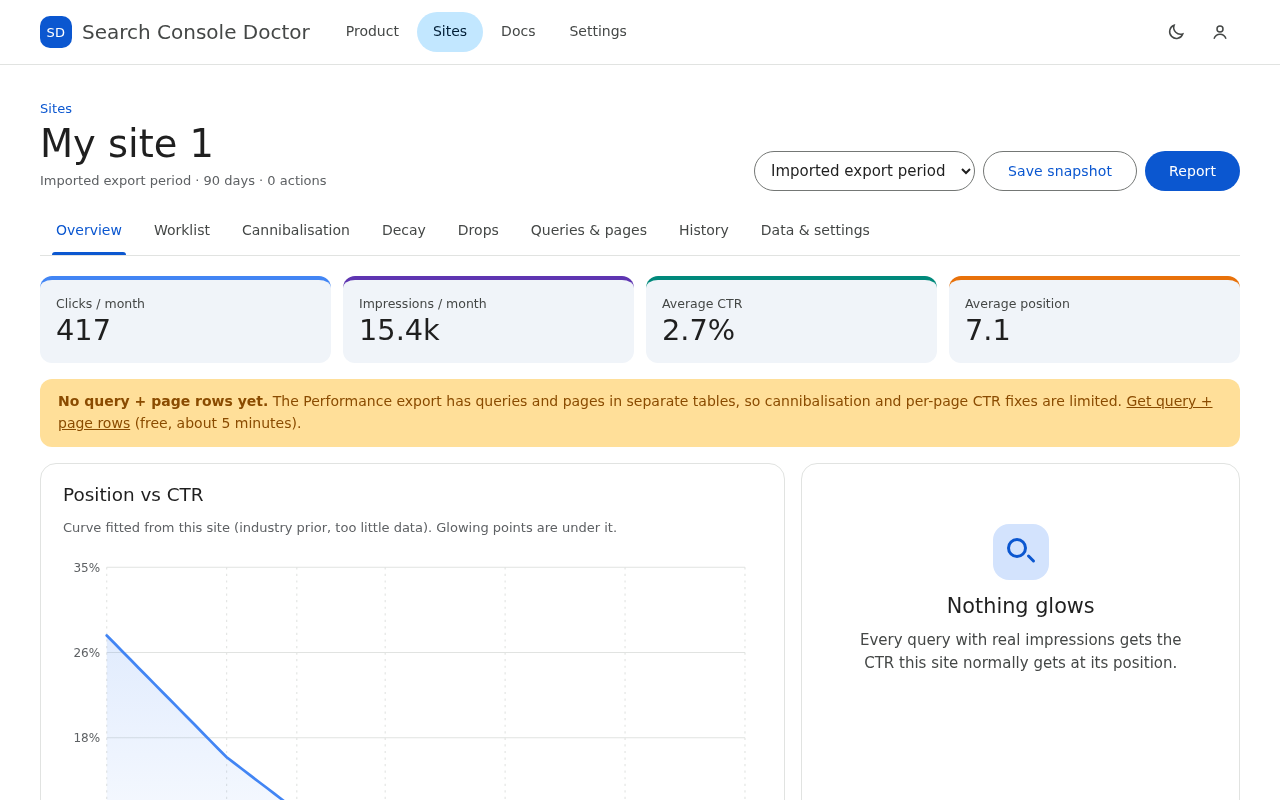 SD Search Console Doctor Product Sites Docs Settings
Sites
My site 1
Imported export period · 90 days · 0 actions
Imported export period Save snapshot Report
Overview Worklist Cannibalisation Decay Drops Queries & pages History Data & settings
Clicks / month
417
Impressions / month
15.4k
Average CTR
2.7%
Average position
7.1
No query + page rows yet. The Performance export has queries and pages in separate tables, so cannibalisation and per-page CTR fixes are limited. Get query +
page rows (free, about 5 minutes).
Position vs CTR
Curve fitted from this site (industry prior, too little data). Glowing points are under it.
35%
26%
18%
Nothing glows
Every query with real impressions gets the
CTR this site normally gets at its position.